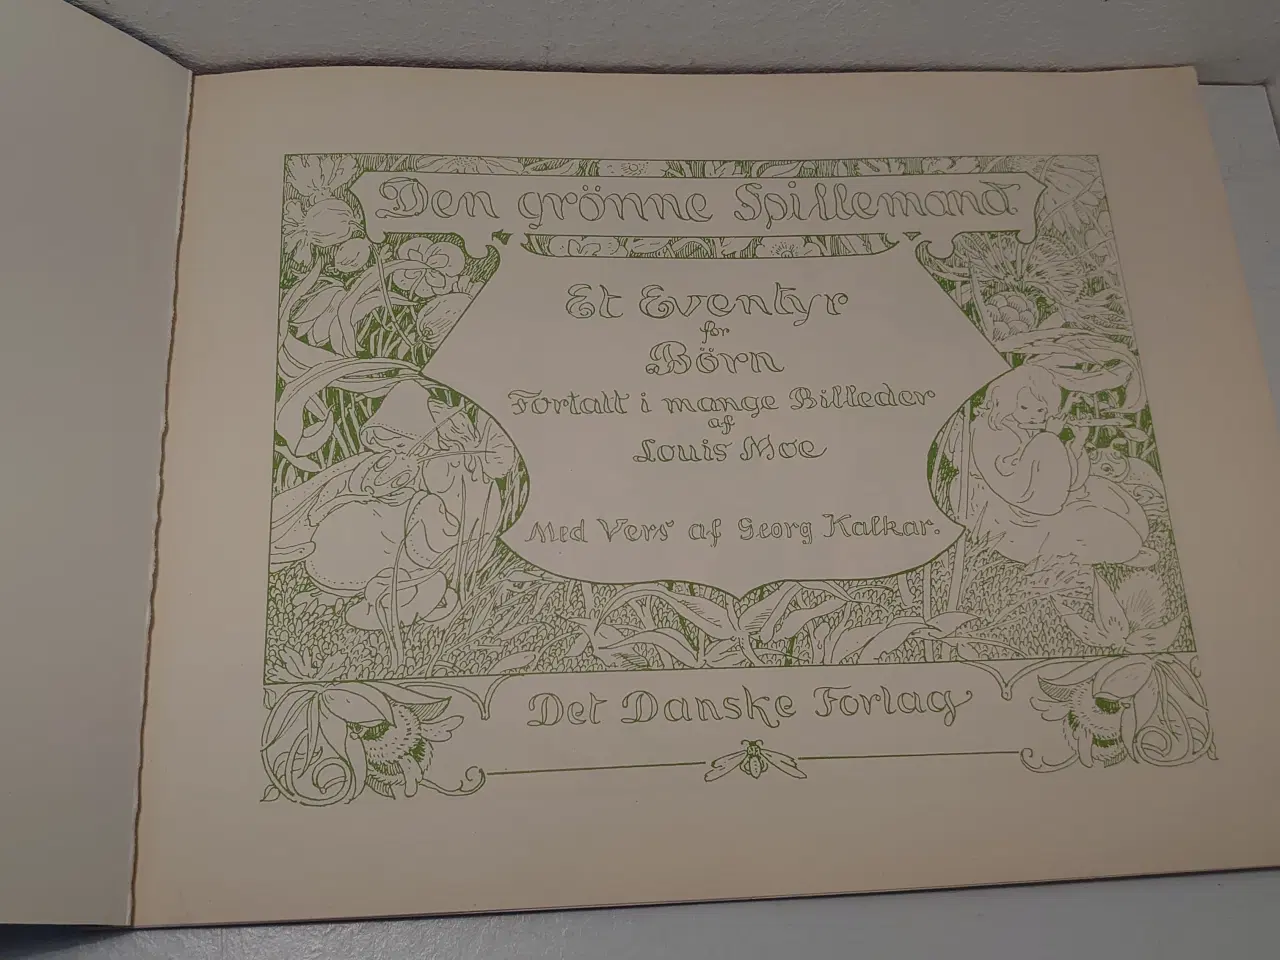 Den grönne Spillemand
Et Eventyr
for
Börn
Fortalt i mange Billeder
af
Louis Moe
Med Vers af Georg Kalkar.
Det Danske Forlag